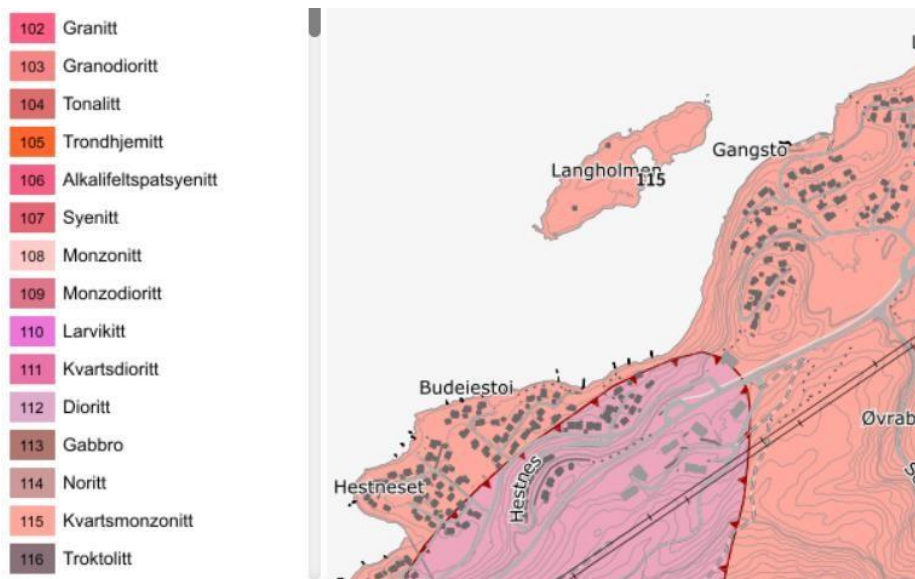 102 Granitt
103 Granodioritt
104 Tonalitt
105 Trondhjemitt
106 Alkalifeltspatsyenitt
107 Syenitt
108 Monzonitt
109 Monzodioritt
110 Larvikitt
111 Kvartsdioritt
112 Dioritt
113 Gabbro
114 Noritt
115 Kvartsmonzonitt
116 Troktolitt
Gangstø
Langholmen
115
Budeiestoi
Øvrab
Hestneset
Hestnes